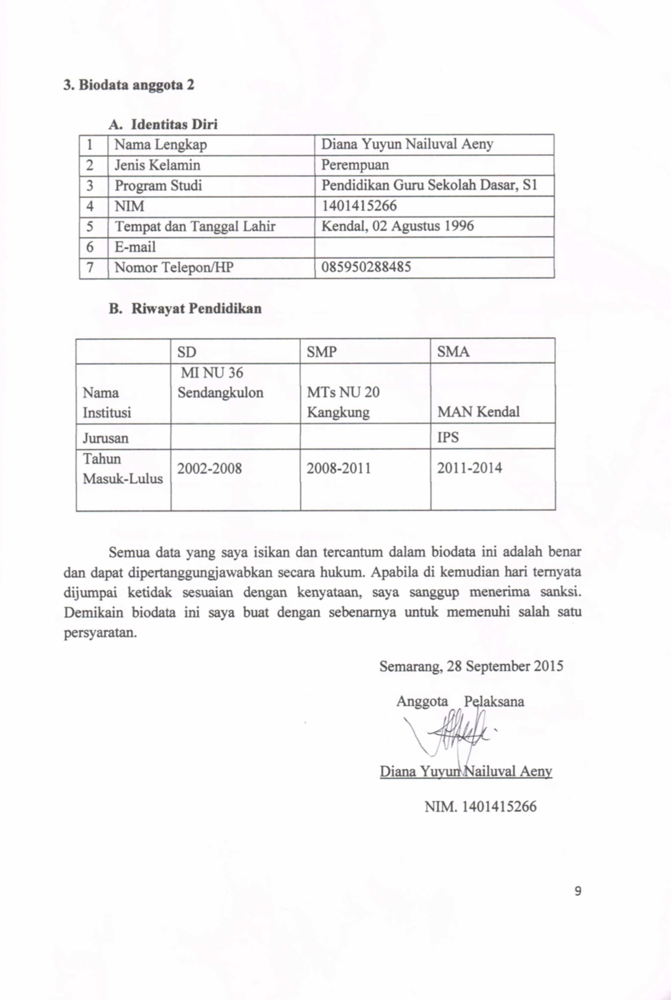 3. Biodata anggota 2
A. Identitas Diri
1 Nama Lengkap Diana Yuyun Nailuval Aeny
2 Jenis Kelamin Perempuan
3 Program Studi Pendidikan Guru Sekolah Dasar, S1
4 NIM 1401415266
5 Tempat dan Tanggal Lahir Kendal, 02 Agustus 1996
6 E-mail
7 Nomor Telepon/HP 085950288485
B. Riwayat Pendidikan
SD SMP SMA
MI NU 36
Nama Sendangkulon MTs NU 20
Institusi Kangkung MAN Kendal
Jurusan IPS
Tahun
Masuk-Lulus 2002-2008 2008-2011 2011-2014
Semua data yang saya isikan dan tercantum dalam biodata ini adalah benar
dan dapat dipertanggungjawabkan secara hukum. Apabila di kemudian hari ternyata
dijumpai ketidak sesuaian dengan kenyataan, saya sanggup menerima sanksi.
Demikain biodata ini saya buat dengan sebenarnya untuk memenuhi salah satu
persyaratan.
Semarang, 28 September 2015
Anggota Pelaksana
Diana Yuyun Nailuval Aeny
NIM. 1401415266
9